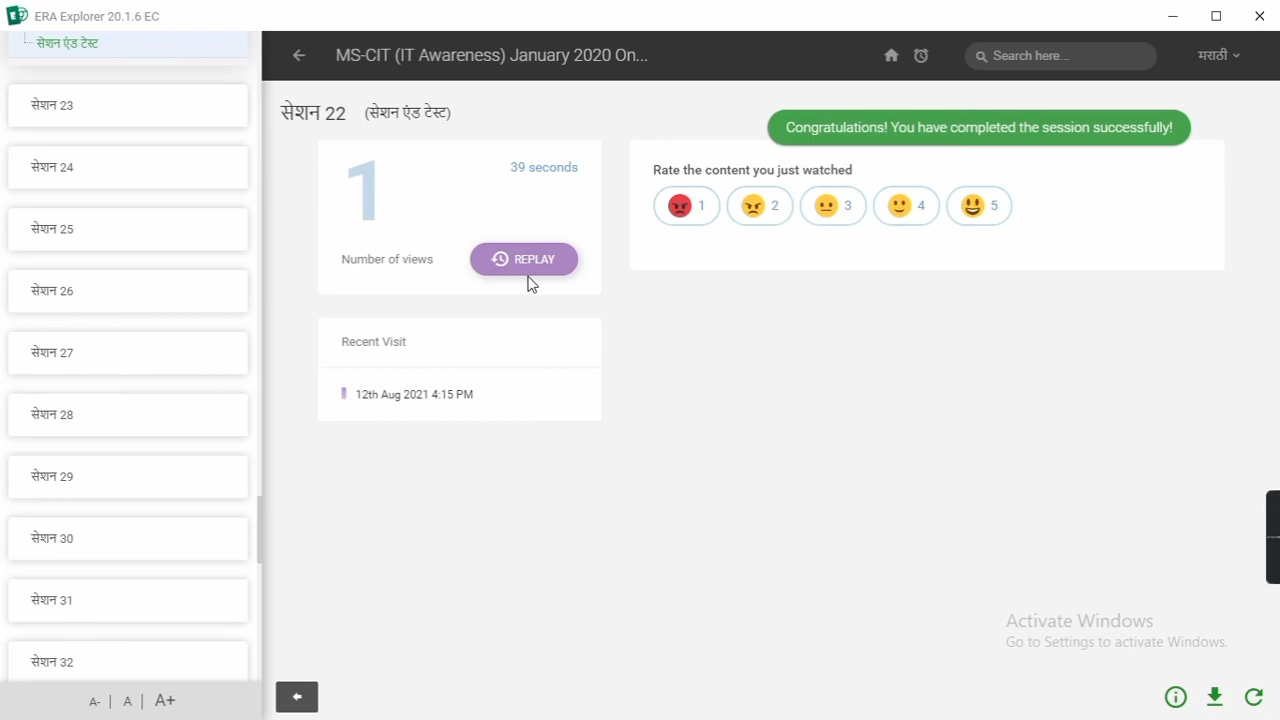 ERA Explorer 20.1.6 EC
सेशन एंड टेस्ट
सेशन 23
सेशन 24
सेशन 25
सेशन 26
सेशन 27
सेशन 28
सेशन 29
सेशन 30
सेशन 31
सेशन 32
A- | A | A+
MS-CIT (IT Awareness) January 2020 On...
Search here...
मराठी
सेशन 22 (सेशन एंड टेस्ट)
Congratulations! You have completed the session successfully!
1
39 seconds
Number of views
REPLAY
Recent Visit
12th Aug 2021 4:15 PM
Rate the content you just watched
1 2 3 4 5
Activate Windows
Go to Settings to activate Windows.